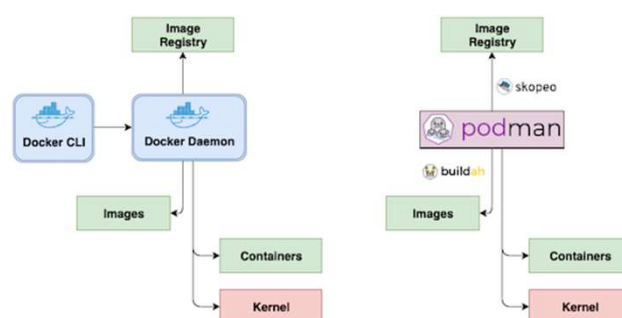 Image
Registry
Docker CLI
Docker Daemon
Images
Containers
Kernel
Image
Registry
skopeo
podman
buildah
Images
Containers
Kernel